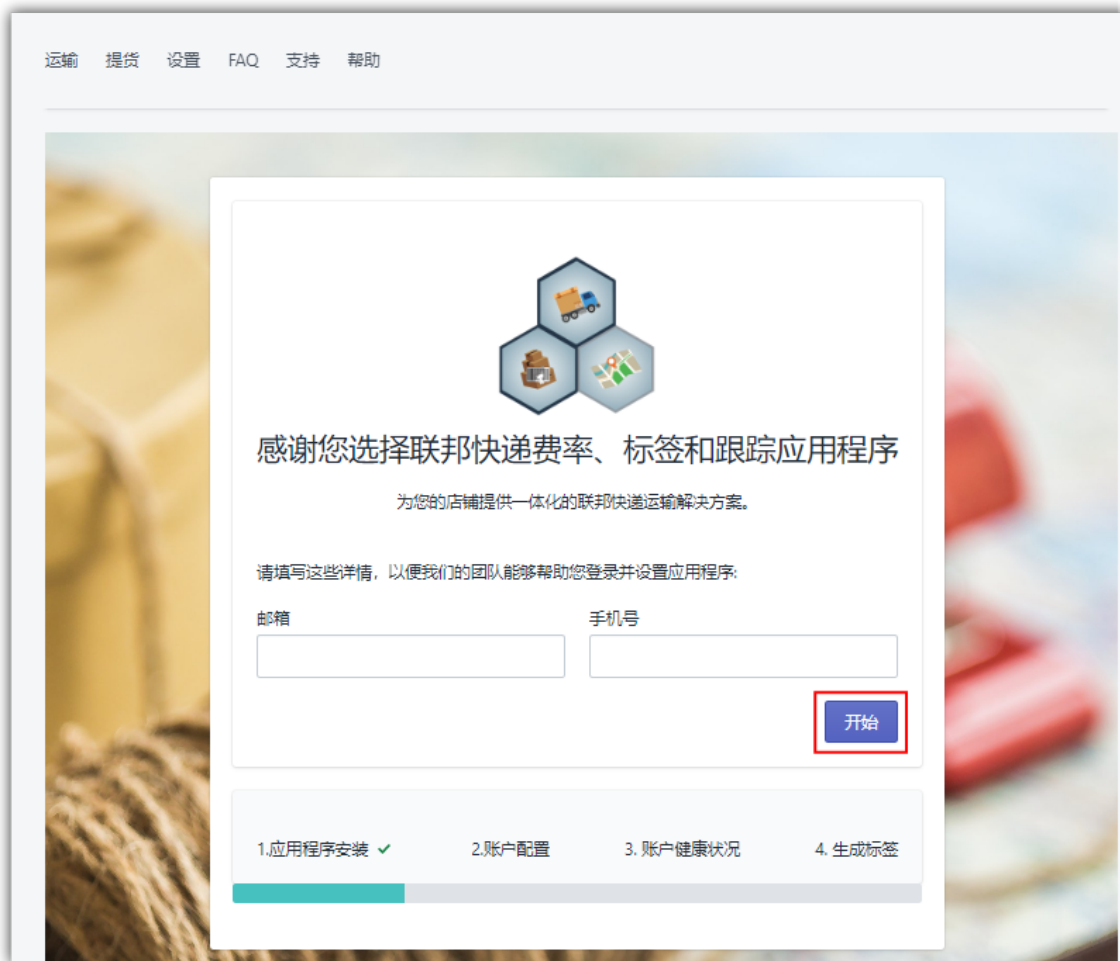 运输 提货 设置 FAQ 支持 帮助
感谢您选择联邦快递费率、标签和跟踪应用程序
为您的店铺提供一体化的联邦快递运输解决方案。
请填写这些详情，以便我们的团队能够帮助您登录并设置应用程序:
邮箱 手机号
开始
1.应用程序安装 ✓ 2.账户配置 3. 账户健康状况 4. 生成标签